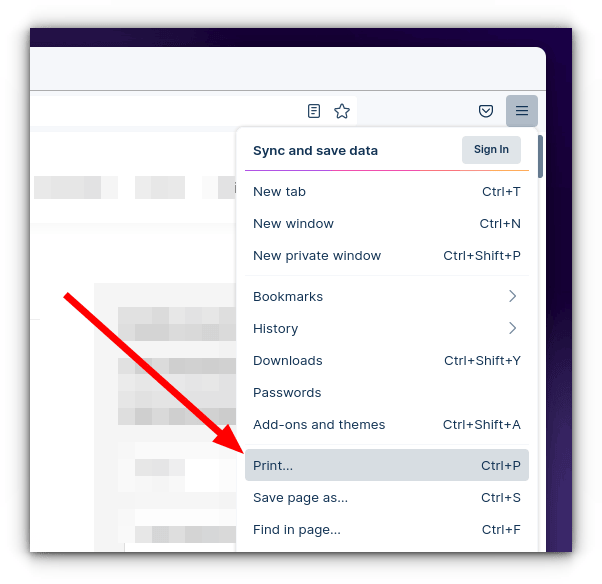 Sync and save data Sign In
New tab Ctrl+T
New window Ctrl+N
New private window Ctrl+Shift+P
Bookmarks
History
Downloads Ctrl+Shift+Y
Passwords
Add-ons and themes Ctrl+Shift+A
Print... Ctrl+P
Save page as... Ctrl+S
Find in page... Ctrl+F